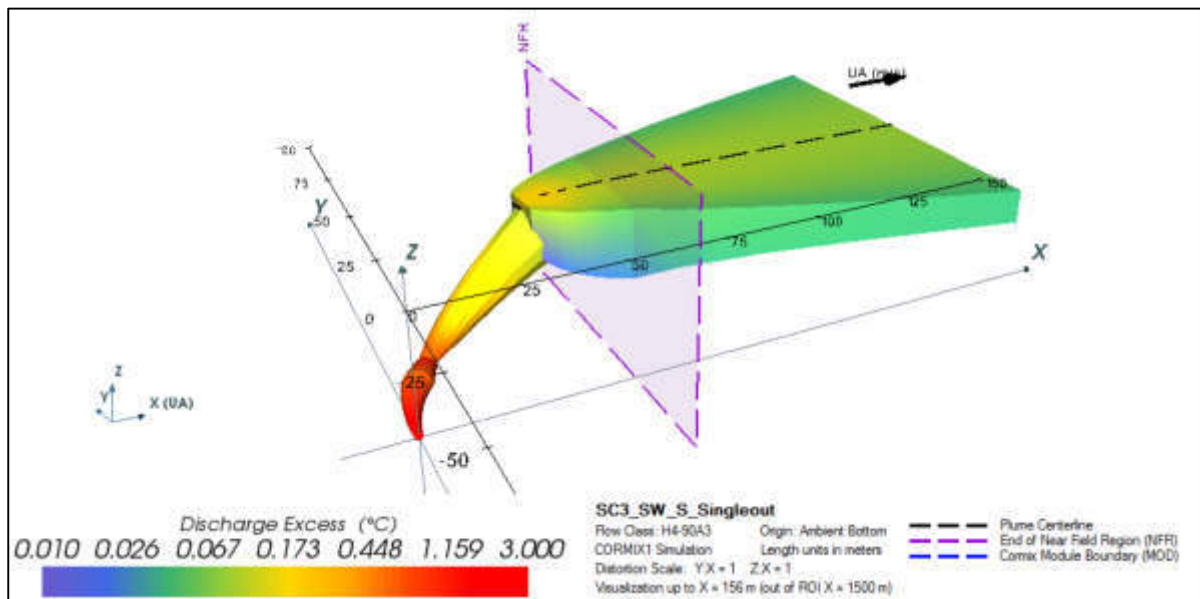 NFR
UA (m/s)
75
50
25
0
Y
Z
0
25
50
75
100
125
150
X
25
-50
Z
Y
X (UA)
Discharge Excess (°C)
0.010 0.026 0.067 0.173 0.448 1.159 3.000
SC3_SW_S_Singleout
Flow Class: H4-90A3 Origin: Ambient Bottom
CORMIX1 Simulation Length units in meters
Distortion Scale: Y:X = 1 Z:X = 1
Visualization up to X = 156 m (out of ROI X = 1500 m)
Plume Centerline
End of Near Field Region (NFR)
Cormix Module Boundary (MOD)